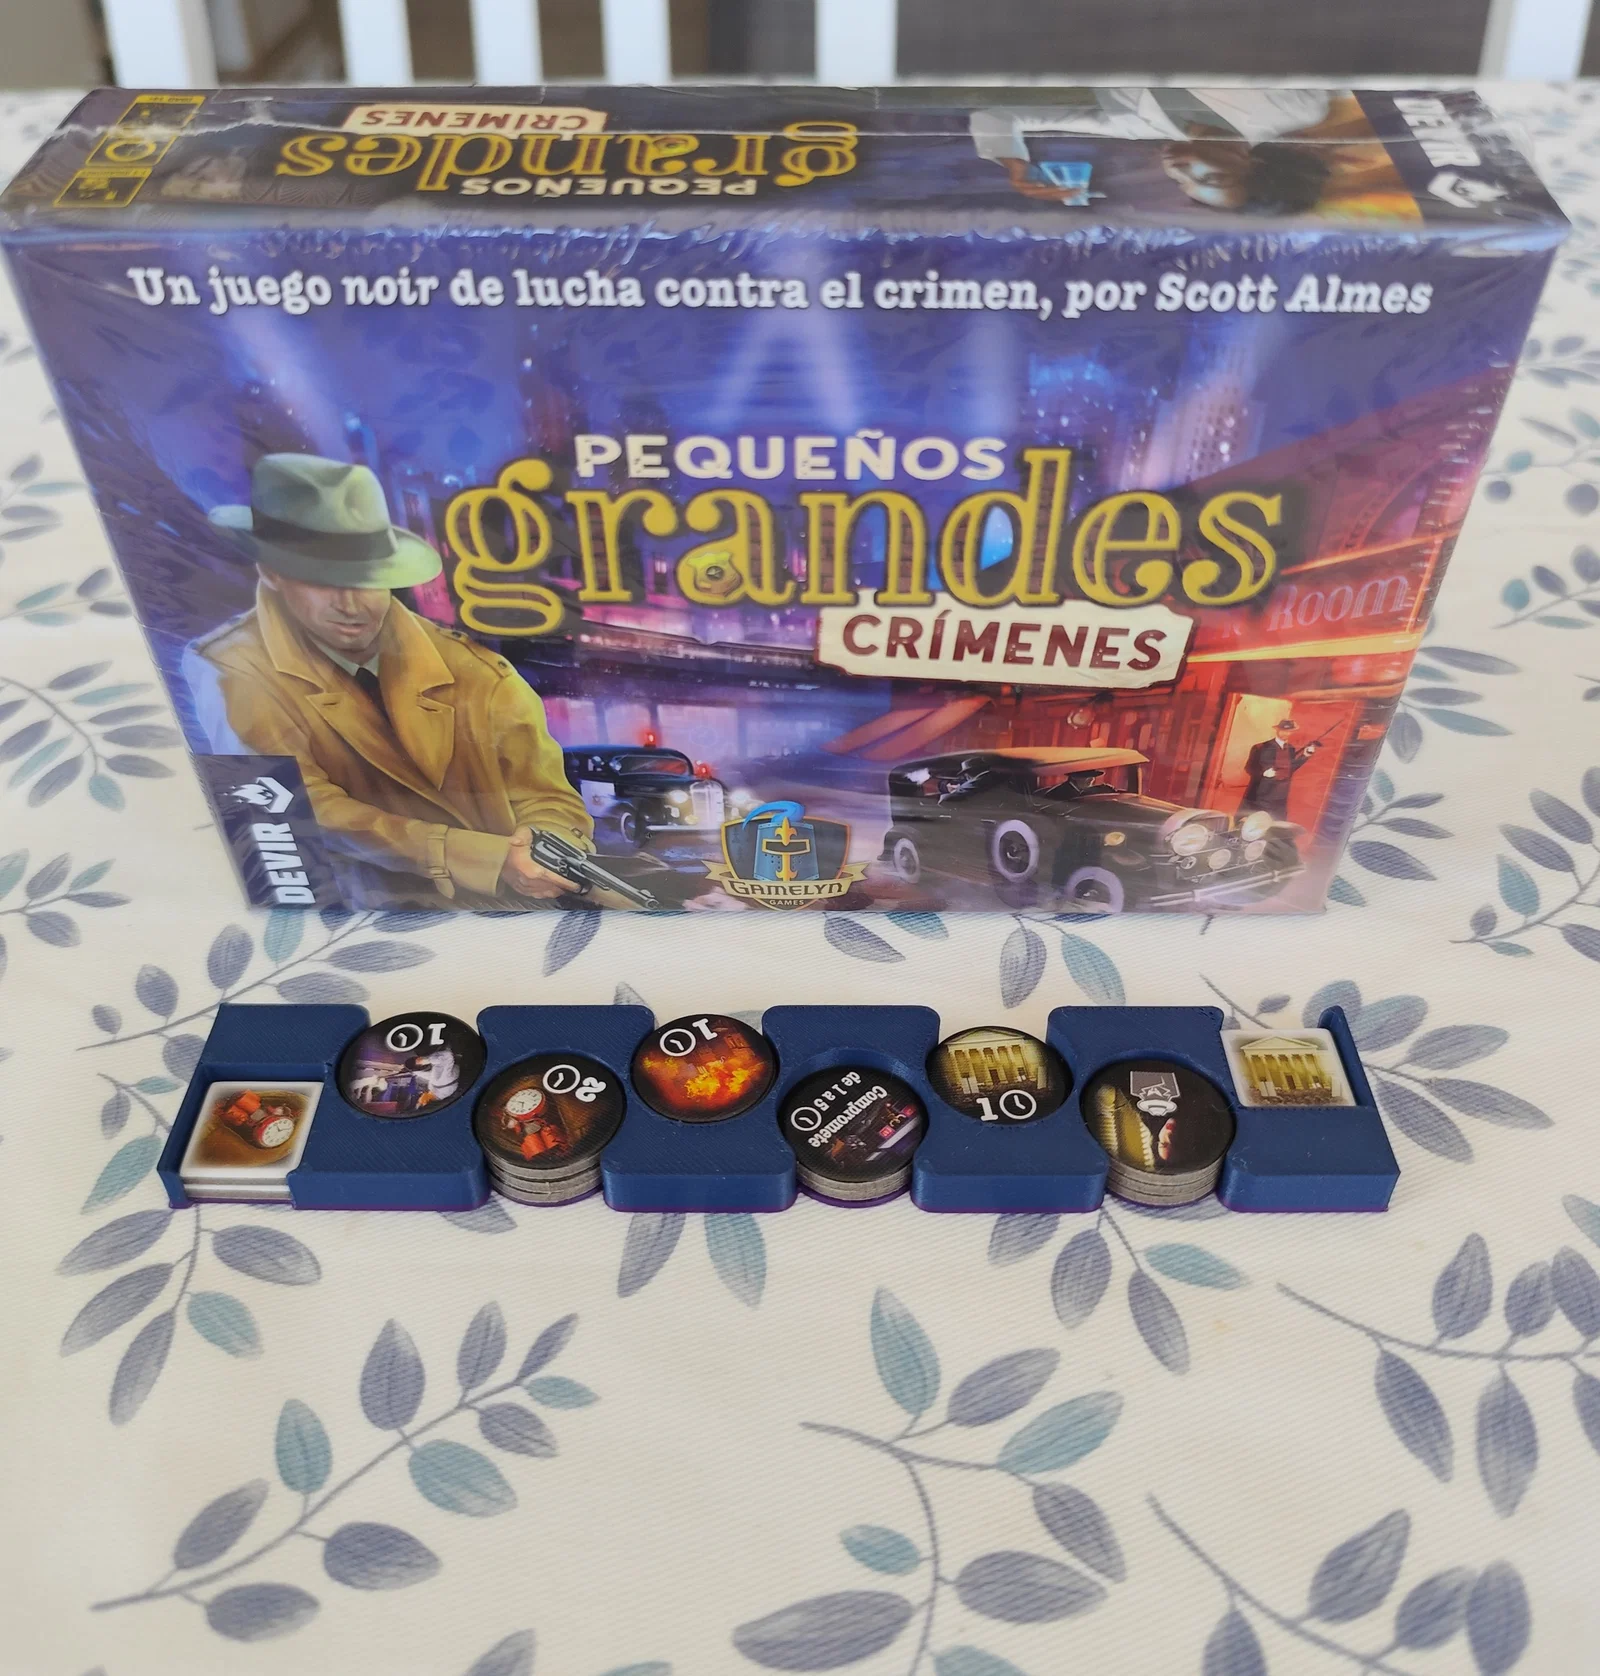 CRÍMENES
grandes
PEQUEÑOS
DEVIR
Un juego noir de lucha contra el crimen, por Scott Almes
PEQUEÑOS
grandes
CRÍMENES
Room
DEVIR
GAMELYN
GAMES
1
1
2
Compromete
de 1 a 5
1